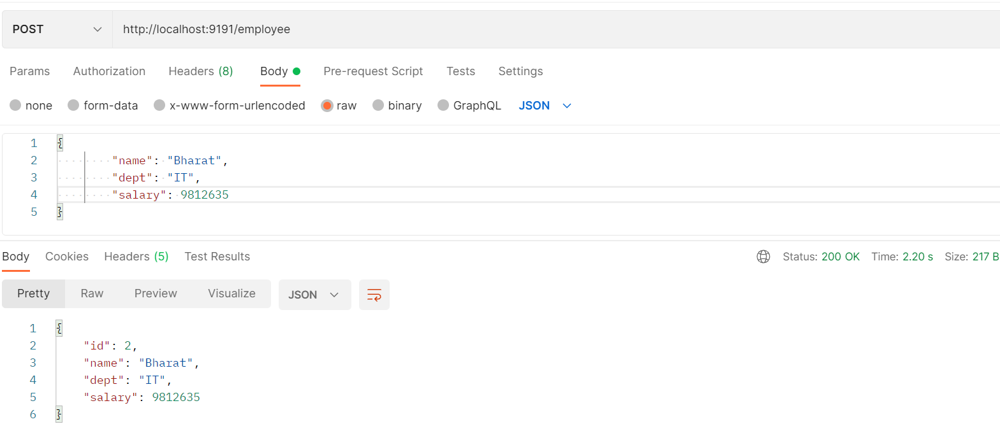 POST http://localhost:9191/employee
Params Authorization Headers (8) Body Pre-request Script Tests Settings
none form-data x-www-form-urlencoded raw binary GraphQL JSON
1 {
2 "name": "Bharat",
3 "dept": "IT",
4 "salary": 9812635
5 }
Body Cookies Headers (5) Test Results Status: 200 OK Time: 2.20 s Size: 217 B
Pretty Raw Preview Visualize JSON
1 {
2 "id": 2,
3 "name": "Bharat",
4 "dept": "IT",
5 "salary": 9812635
6 }